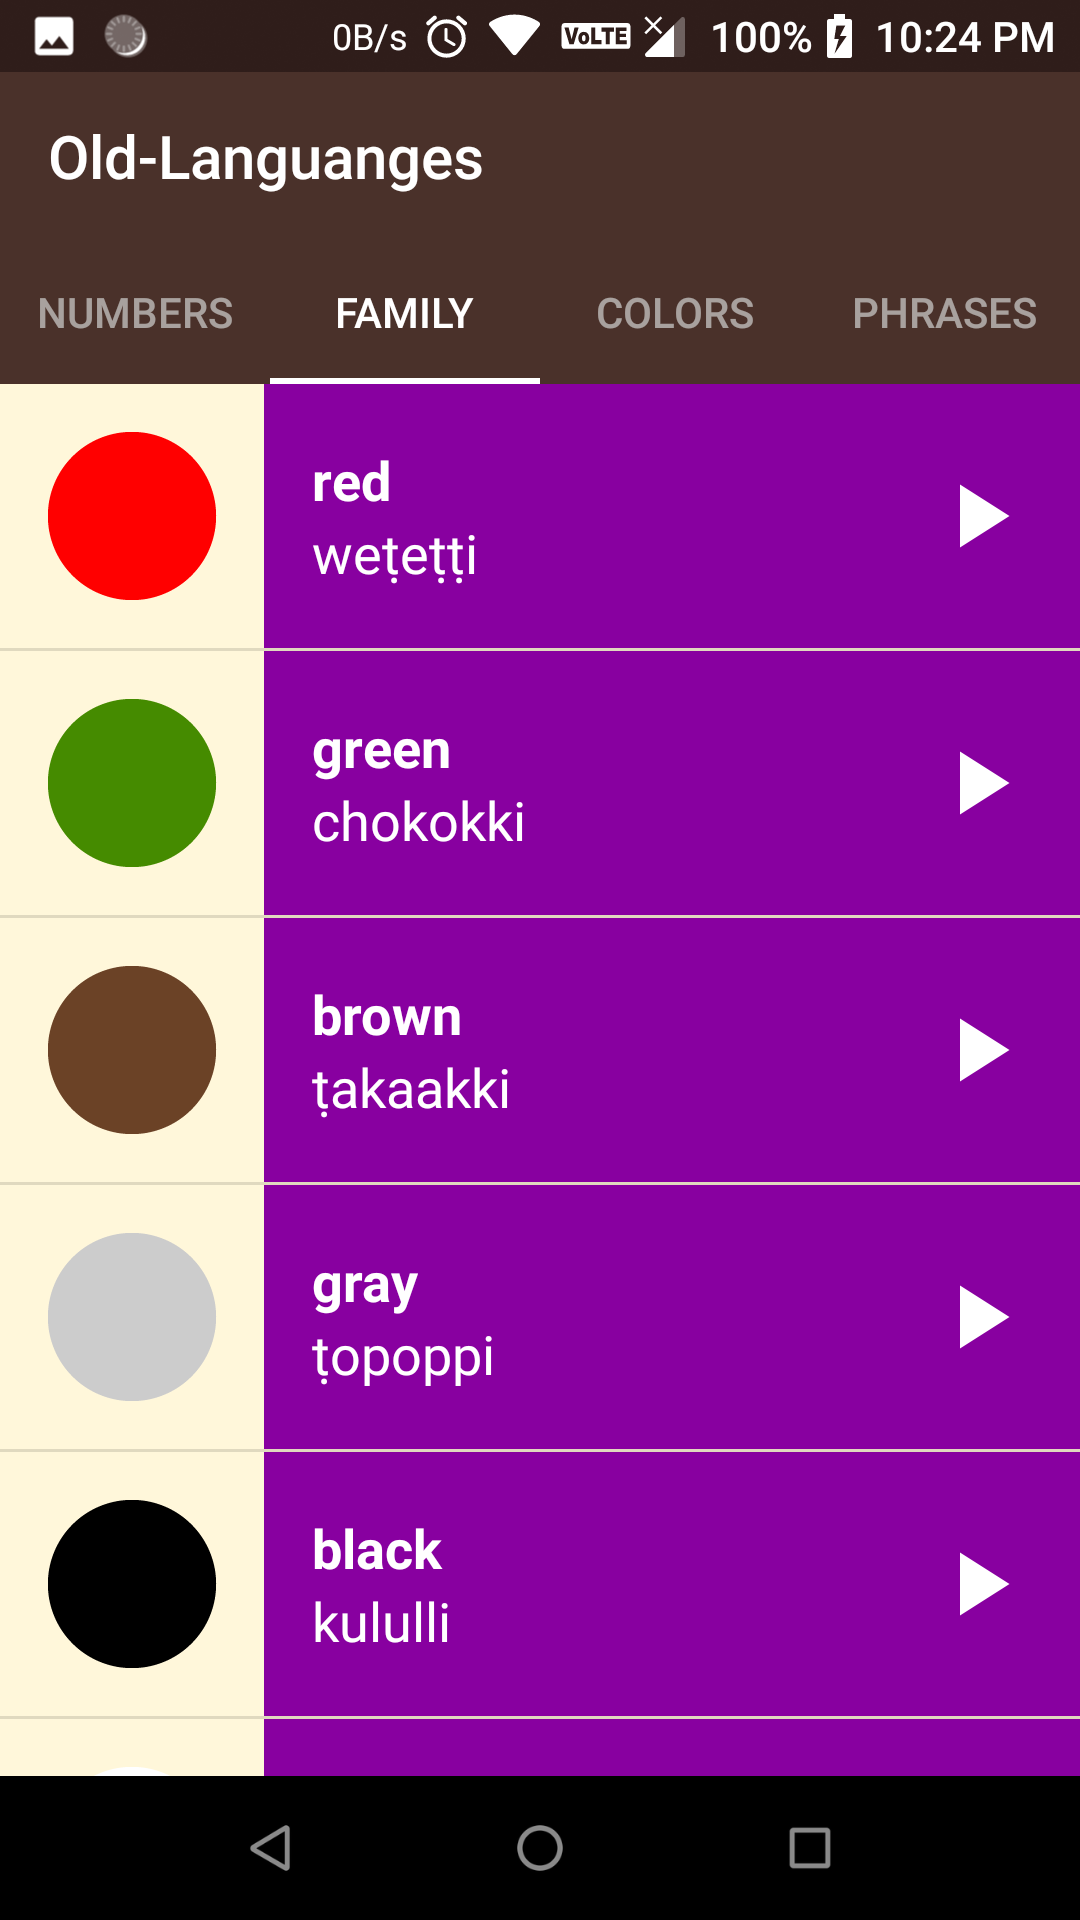 0B/s VoLTE 100% 10:24 PM
Old-Languanges
NUMBERS FAMILY COLORS PHRASES
red
weṭeṭṭi
green
chokokki
brown
ṭakaakki
gray
ṭopoppi
black
kululli